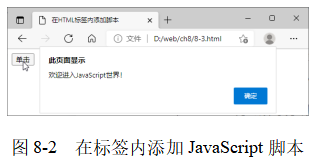 在HTML标签内添加脚本
文件 | D:/web/ch8/8-3.html
单击
此页面显示
欢迎进入JavaScript世界!
确定
图 8-2 在标签内添加 JavaScript 脚本